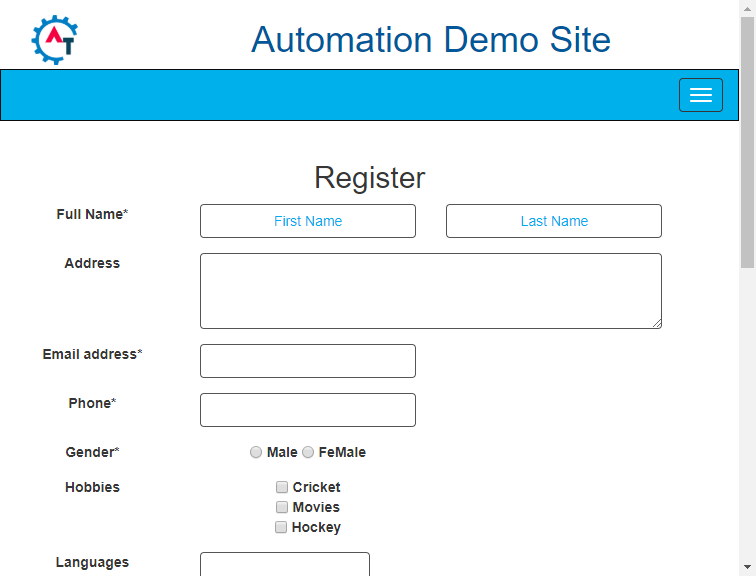 AT
Automation Demo Site
Register
Full Name* First Name Last Name
Address
Email address*
Phone*
Gender* Male FeMale
Hobbies Cricket
Movies
Hockey
Languages